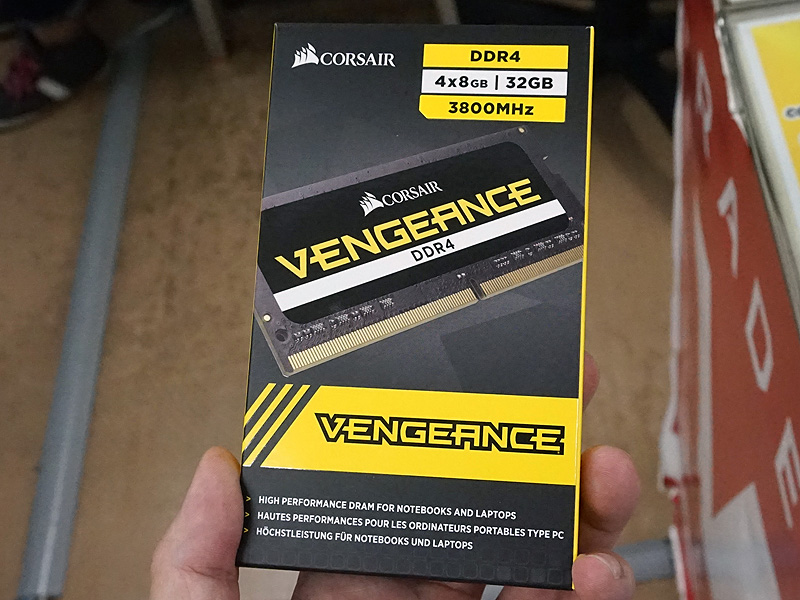 CORSAIR
DDR4
4x8GB | 32GB
3800MHz
CORSAIR
VENGEANCE
DDR4
VENGEANCE
> HIGH PERFORMANCE DRAM FOR NOTEBOOKS AND LAPTOPS
> HAUTES PERFORMANCES POUR LES ORDINATEURS PORTABLES TYPE PC
> HÖCHSTLEISTUNG FÜR NOTEBOOKS UND LAPTOPS